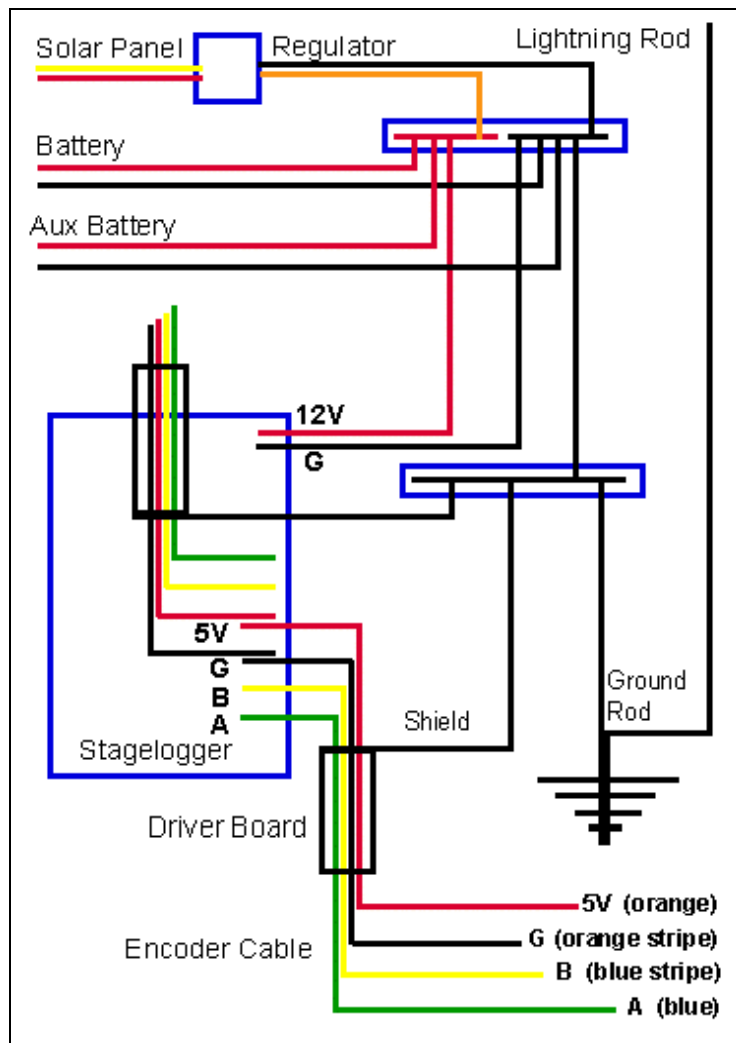 Solar Panel
Regulator
Lightning Rod
Battery
Aux Battery
12V
G
5V
G
B
A
Stagelogger
Shield
Ground
Rod
Driver Board
Encoder Cable
5V (orange)
G (orange stripe)
B (blue stripe)
A (blue)